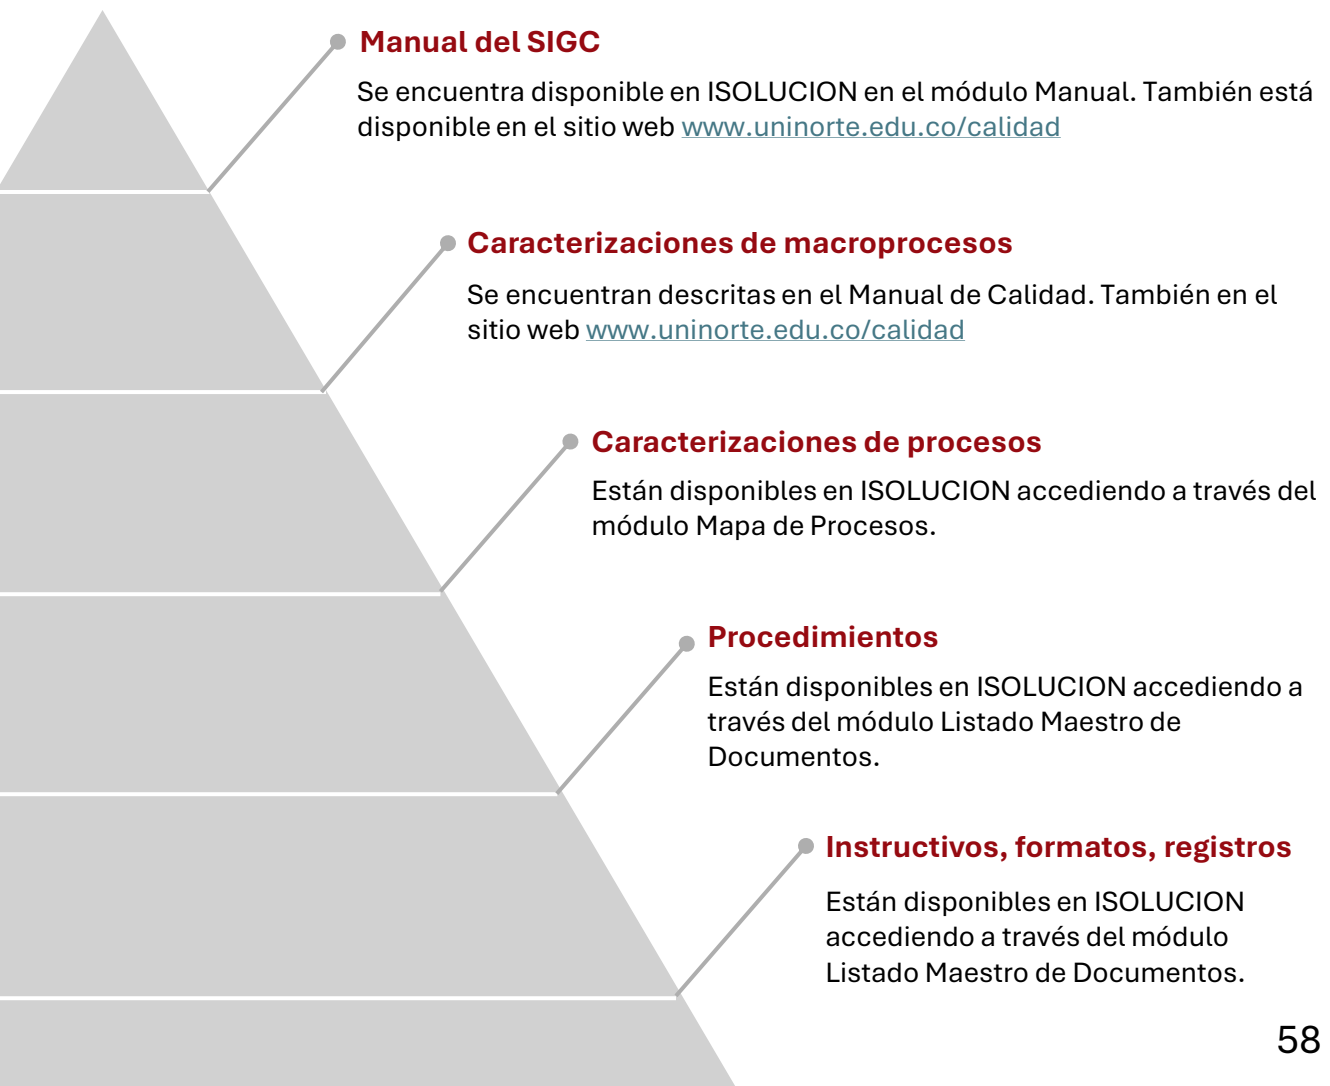 Manual del SIGC
Se encuentra disponible en ISOLUCION en el módulo Manual. También está
disponible en el sitio web www.uninorte.edu.co/calidad
Caracterizaciones de macroprocesos
Se encuentran descritas en el Manual de Calidad. También en el
sitio web www.uninorte.edu.co/calidad
Caracterizaciones de procesos
Están disponibles en ISOLUCION accediendo a través del
módulo Mapa de Procesos.
Procedimientos
Están disponibles en ISOLUCION accediendo a
través del módulo Listado Maestro de
Documentos.
Instructivos, formatos, registros
Están disponibles en ISOLUCION
accediendo a través del módulo
Listado Maestro de Documentos.
58